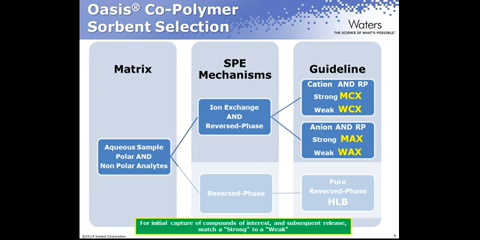 Oasis® Co-Polymer
Sorbent Selection
Waters
THE SCIENCE OF WHAT'S POSSIBLE.
Matrix
SPE
Mechanisms
Guideline
Ion Exchange
AND
Reversed-Phase
Cation AND RP
Strong MCX
Weak WCX
Anion AND RP
Strong MAX
Weak WAX
Aqueous Sample
Polar AND
Non Polar Analytes
Reversed-Phase
Pure
Reversed-Phase
HLB
For initial capture of compounds of interest, and subsequent release,
match a "Strong" to a "Weak"
©2014 Waters Corporation